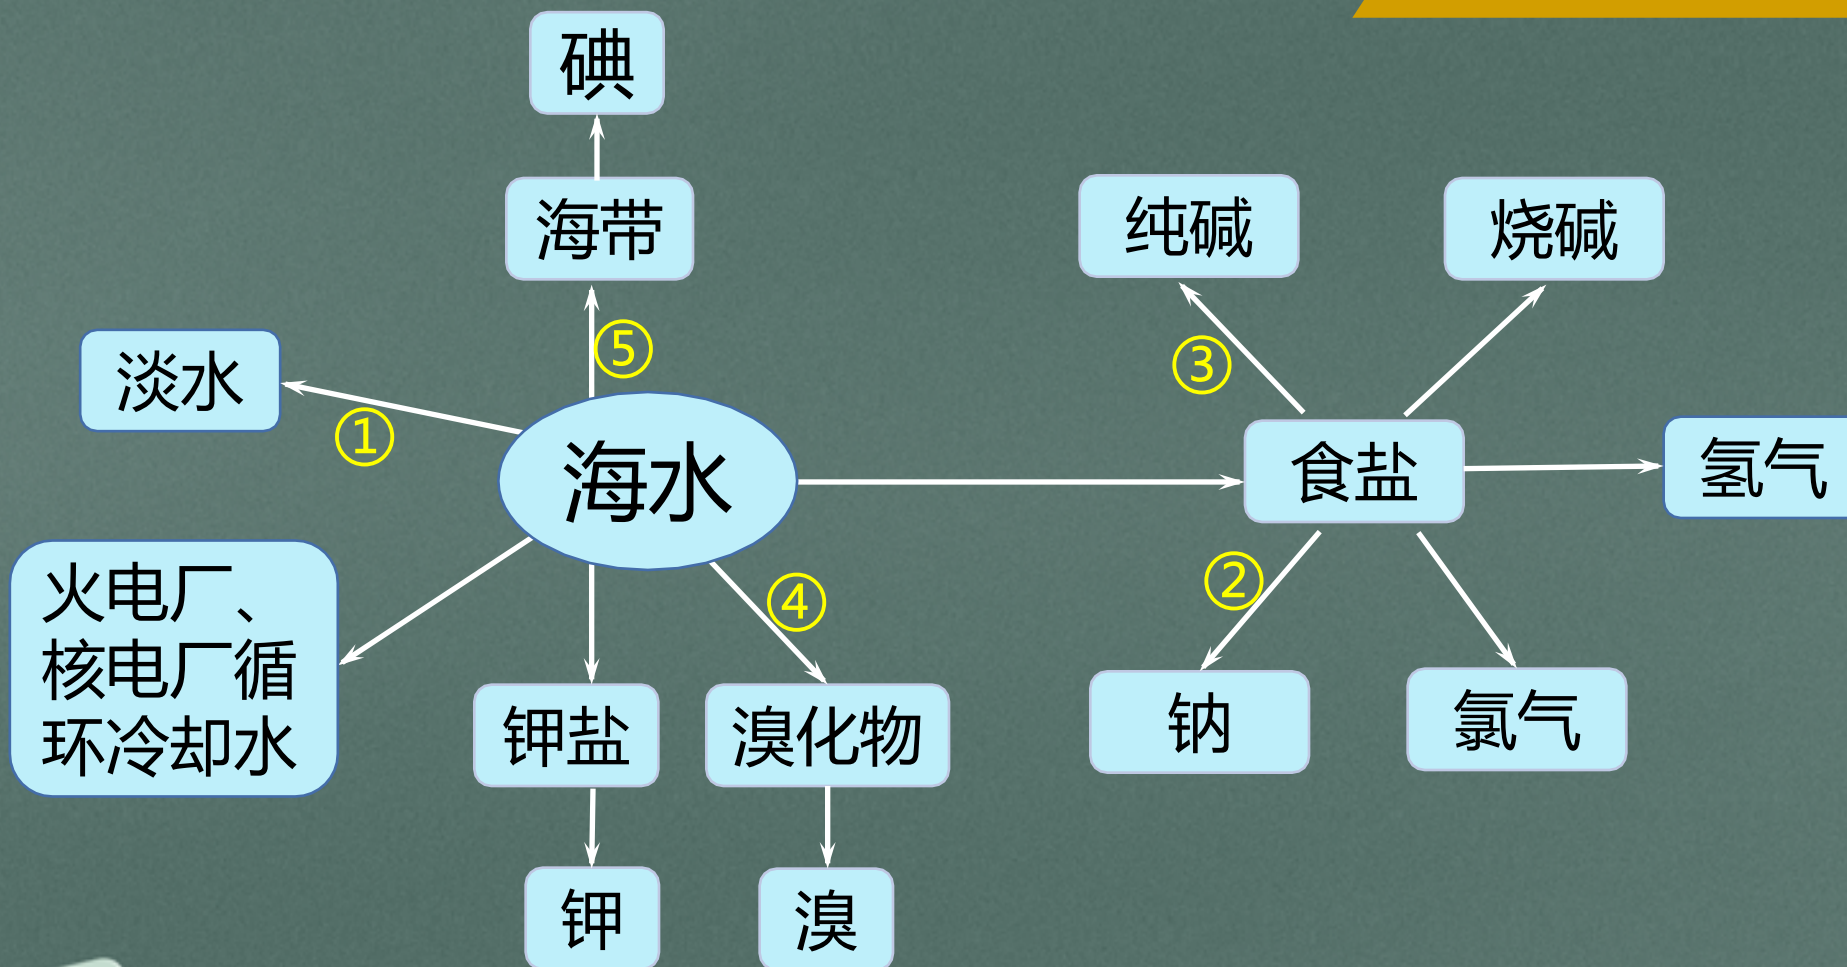 碘
海带
纯碱
烧碱
⑤
③
淡水
①
海水
食盐
氢气
火电厂、
核电厂循
环冷却水
④
②
钾盐
溴化物
钠
氯气
钾
溴